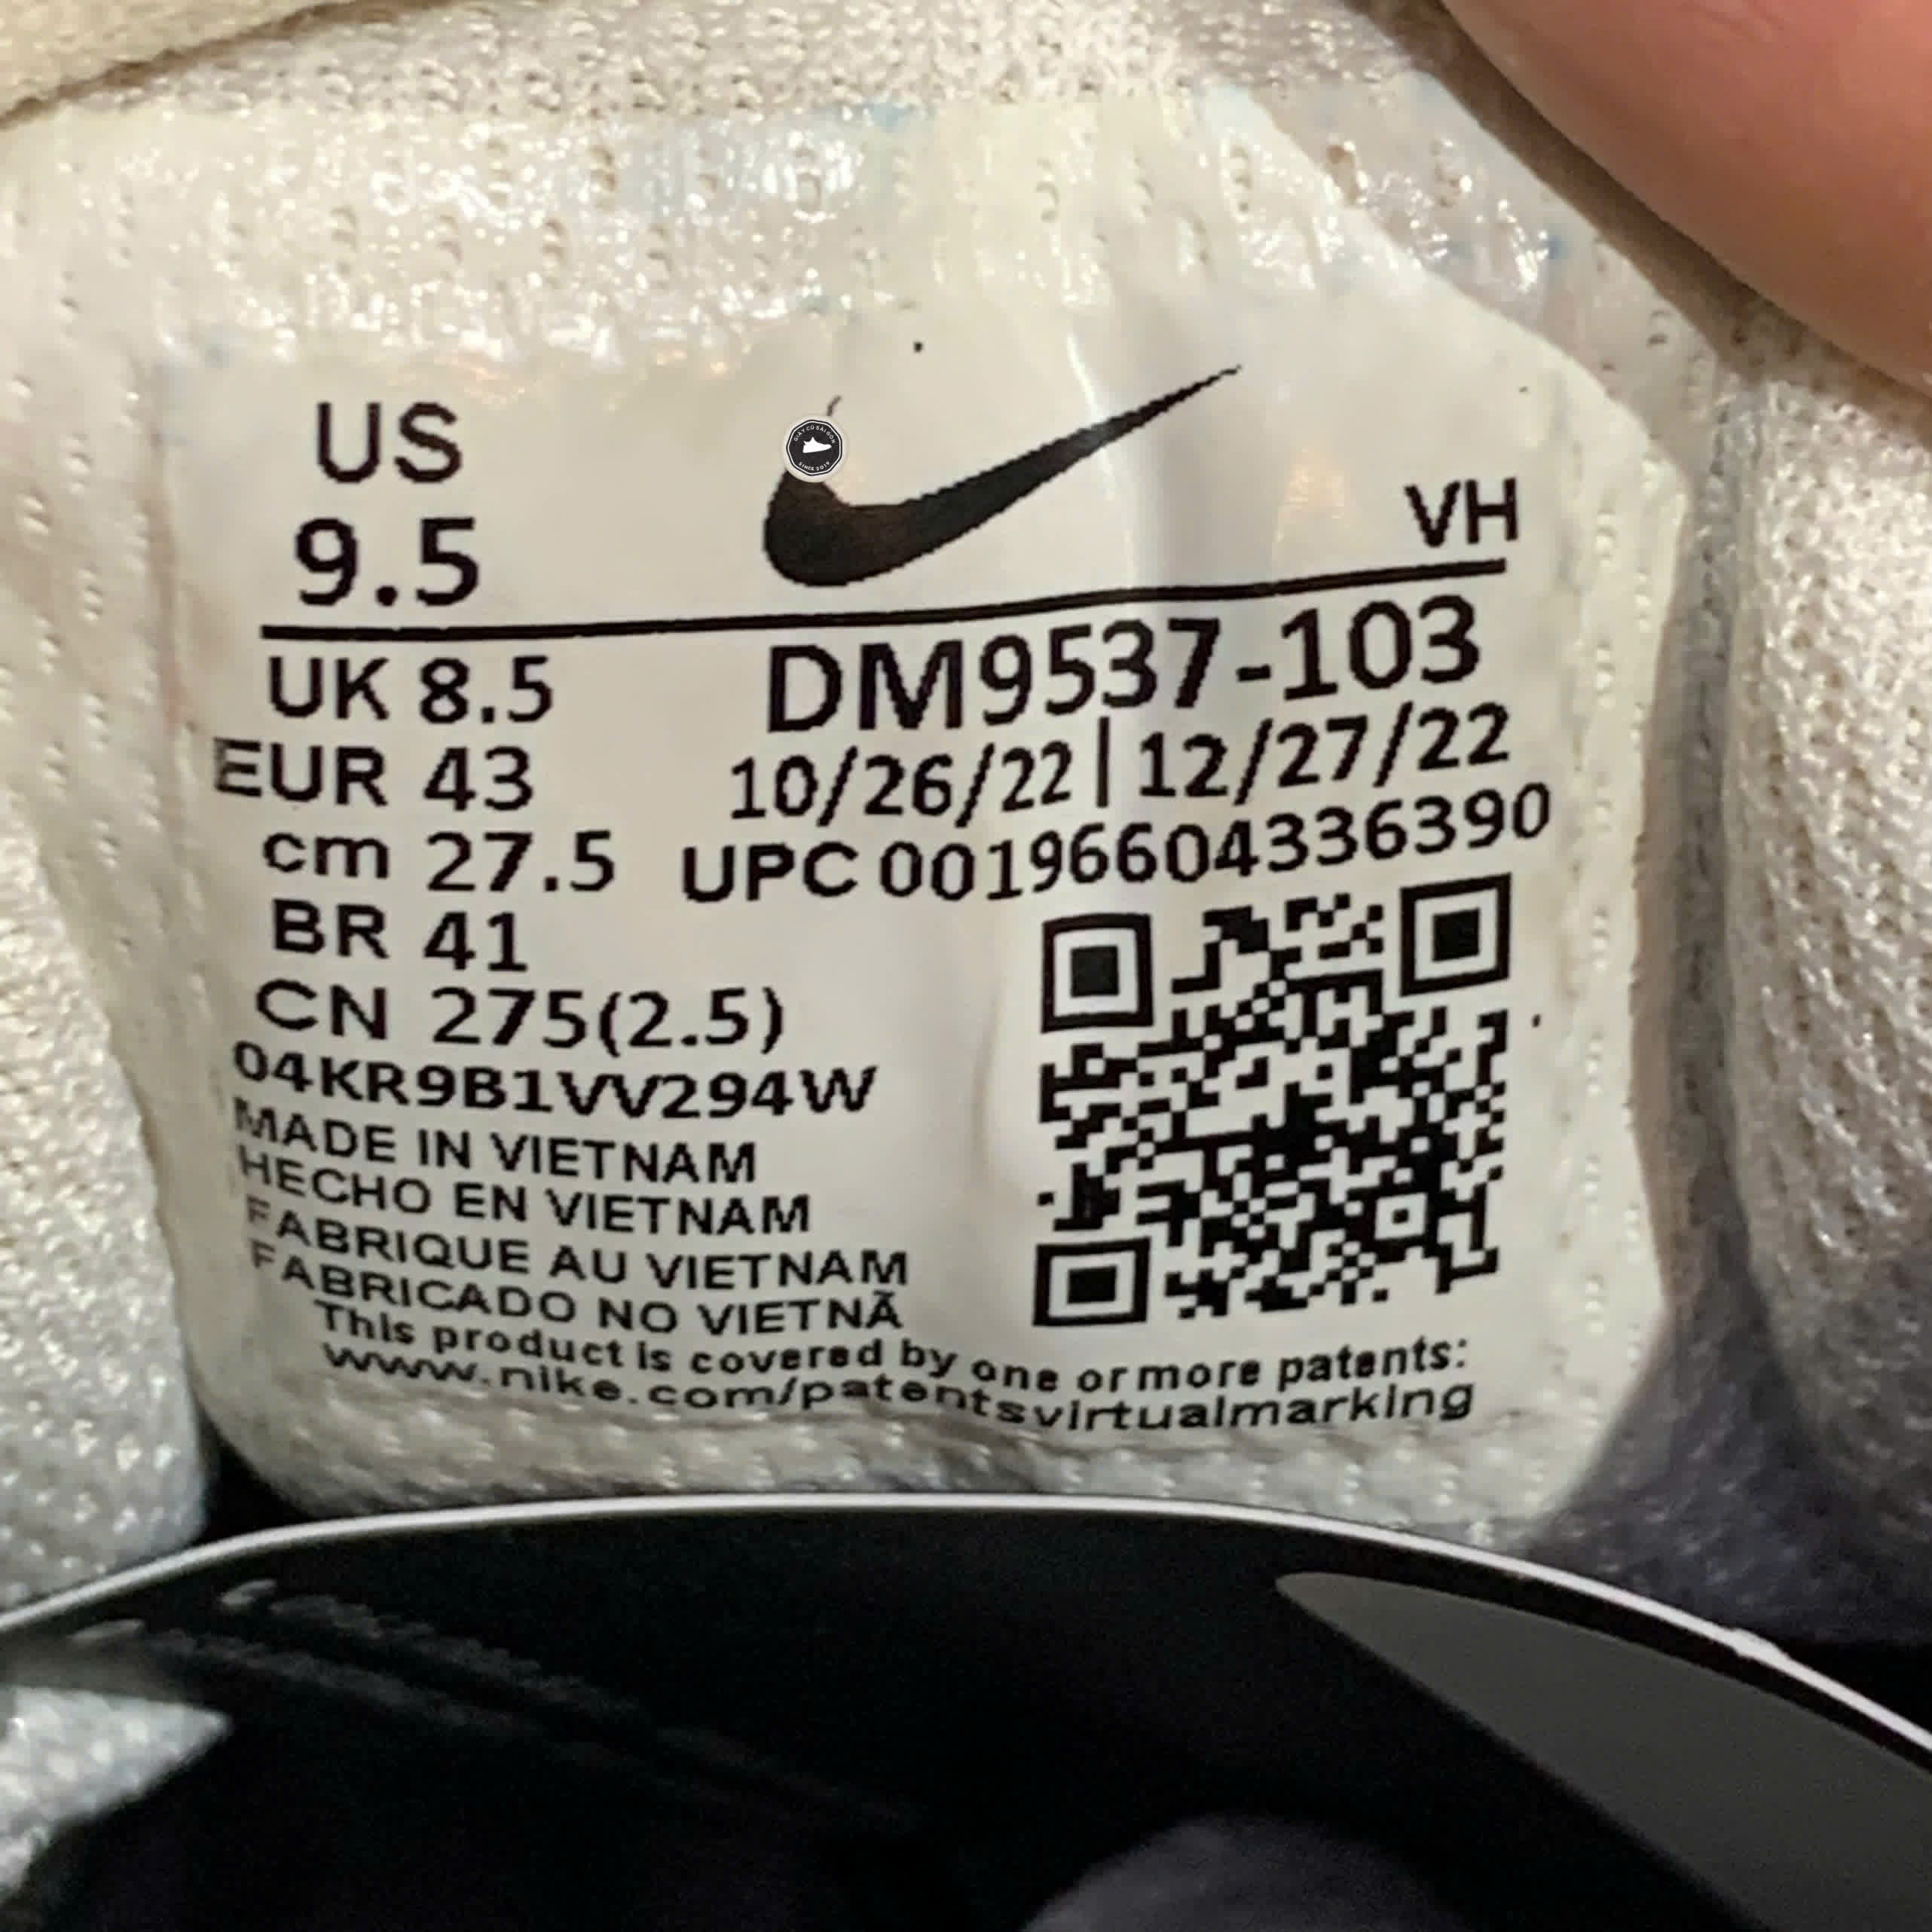 US
9.5
VH
UK 8.5
DM9537-103
EUR 43
10/26/22|12/27/22
cm 27.5
UPC 00196604336390
BR 41
CN 275(2.5)
04KR9B1VV294W
MADE IN VIETNAM
HECHO EN VIETNAM
FABRIQUE AU VIETNAM
FABRICADO NO VIETNÃ
This product is covered by one or more patents:
www.nike.com/patentsvirtualmarking